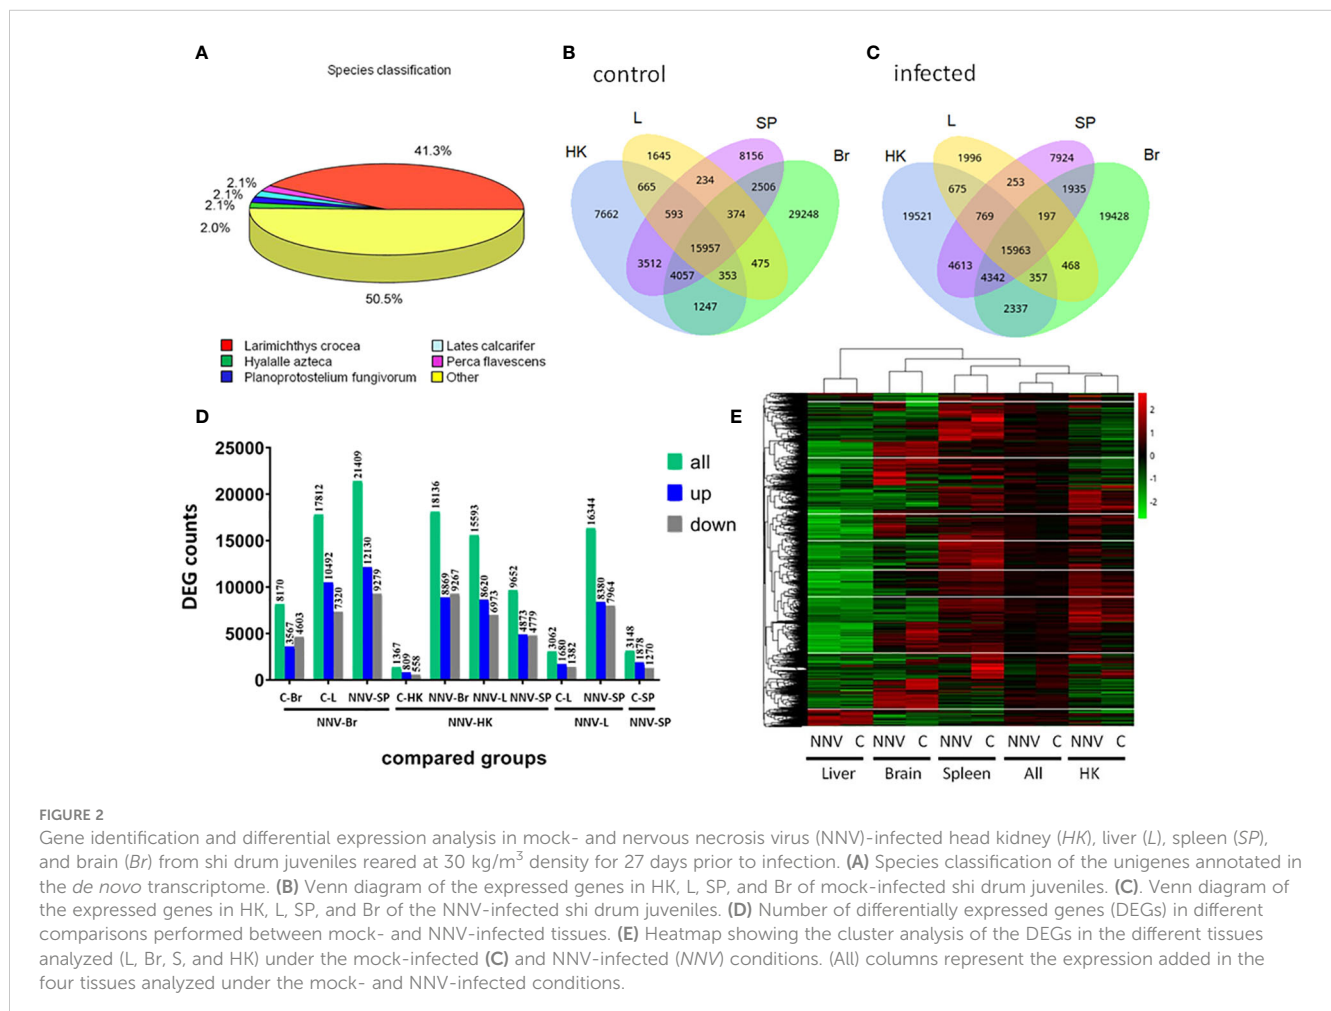 A
Species classification
41.3%
2.1%
2.1%
2.1%
2.0%
50.5%
Larimichthys crocea
Hyalalle azteca
Planoprotostelium fungivorum
Lates calcarifer
Perca flavescens
Other
B
control
HK
L
SP
Br
1645
8156
665
234
2506
7662
593
374
29248
15957
3512
4057
353
475
1247
C
infected
HK
L
SP
Br
1996
7924
675
253
1935
19521
769
197
19428
15963
4613
4342
357
468
2337
D
DEG counts
25000
20000
15000
10000
5000
0
8170
3567
4603
17812
10492
7320
21409
12130
9279
1367
809
558
18136
8869
9267
15593
8620
6973
9652
4873
4779
3062
1680
1382
16344
8380
7964
3148
1878
1270
C-Br C-L NNV-SP C-HK NNV-Br NNV-L NNV-SP C-L NNV-SP C-SP
NNV-Br NNV-HK NNV-L NNV-SP
compared groups
all
up
down
E
2
1
0
-1
-2
NNV C NNV C NNV C NNV C NNV C
Liver Brain Spleen All HK
FIGURE 2
Gene identification and differential expression analysis in mock- and nervous necrosis virus (NNV)-infected head kidney (HK), liver (L), spleen (SP),
and brain (Br) from shi drum juveniles reared at 30 kg/m³ density for 27 days prior to infection. (A) Species classification of the unigenes annotated in
the de novo transcriptome. (B) Venn diagram of the expressed genes in HK, L, SP, and Br of mock-infected shi drum juveniles. (C). Venn diagram of
the expressed genes in HK, L, SP, and Br of the NNV-infected shi drum juveniles. (D) Number of differentially expressed genes (DEGs) in different
comparisons performed between mock- and NNV-infected tissues. (E) Heatmap showing the cluster analysis of the DEGs in the different tissues
analyzed (L, Br, S, and HK) under the mock-infected (C) and NNV-infected (NNV) conditions. (All) columns represent the expression added in the
four tissues analyzed under the mock- and NNV-infected conditions.